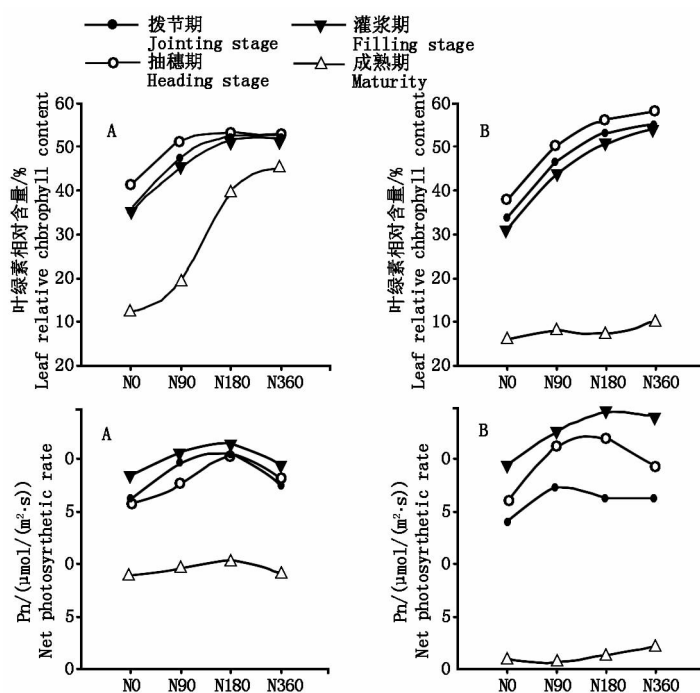 拨节期
Jointing stage
灌浆期
Filling stage
抽穗期
Heading stage
成熟期
Maturity
叶绿素相对含量/%
Leaf relative chbrophyll content
60
50
40
30
20
10
20
A
N0 N90 N180 N360
叶绿素相对含量/%
Leaf relative chbrophyll content
60
50
40
30
20
10
20
B
N0 N90 N180 N360
Pn/(μmol/(m²·s))
Net photosyrthetic rate
0
5
0
5
0
A
N0 N90 N180 N360
Pn/(μmol/(m²·s))
Net photosyrthetic rate
0
5
0
5
0
B
N0 N90 N180 N360